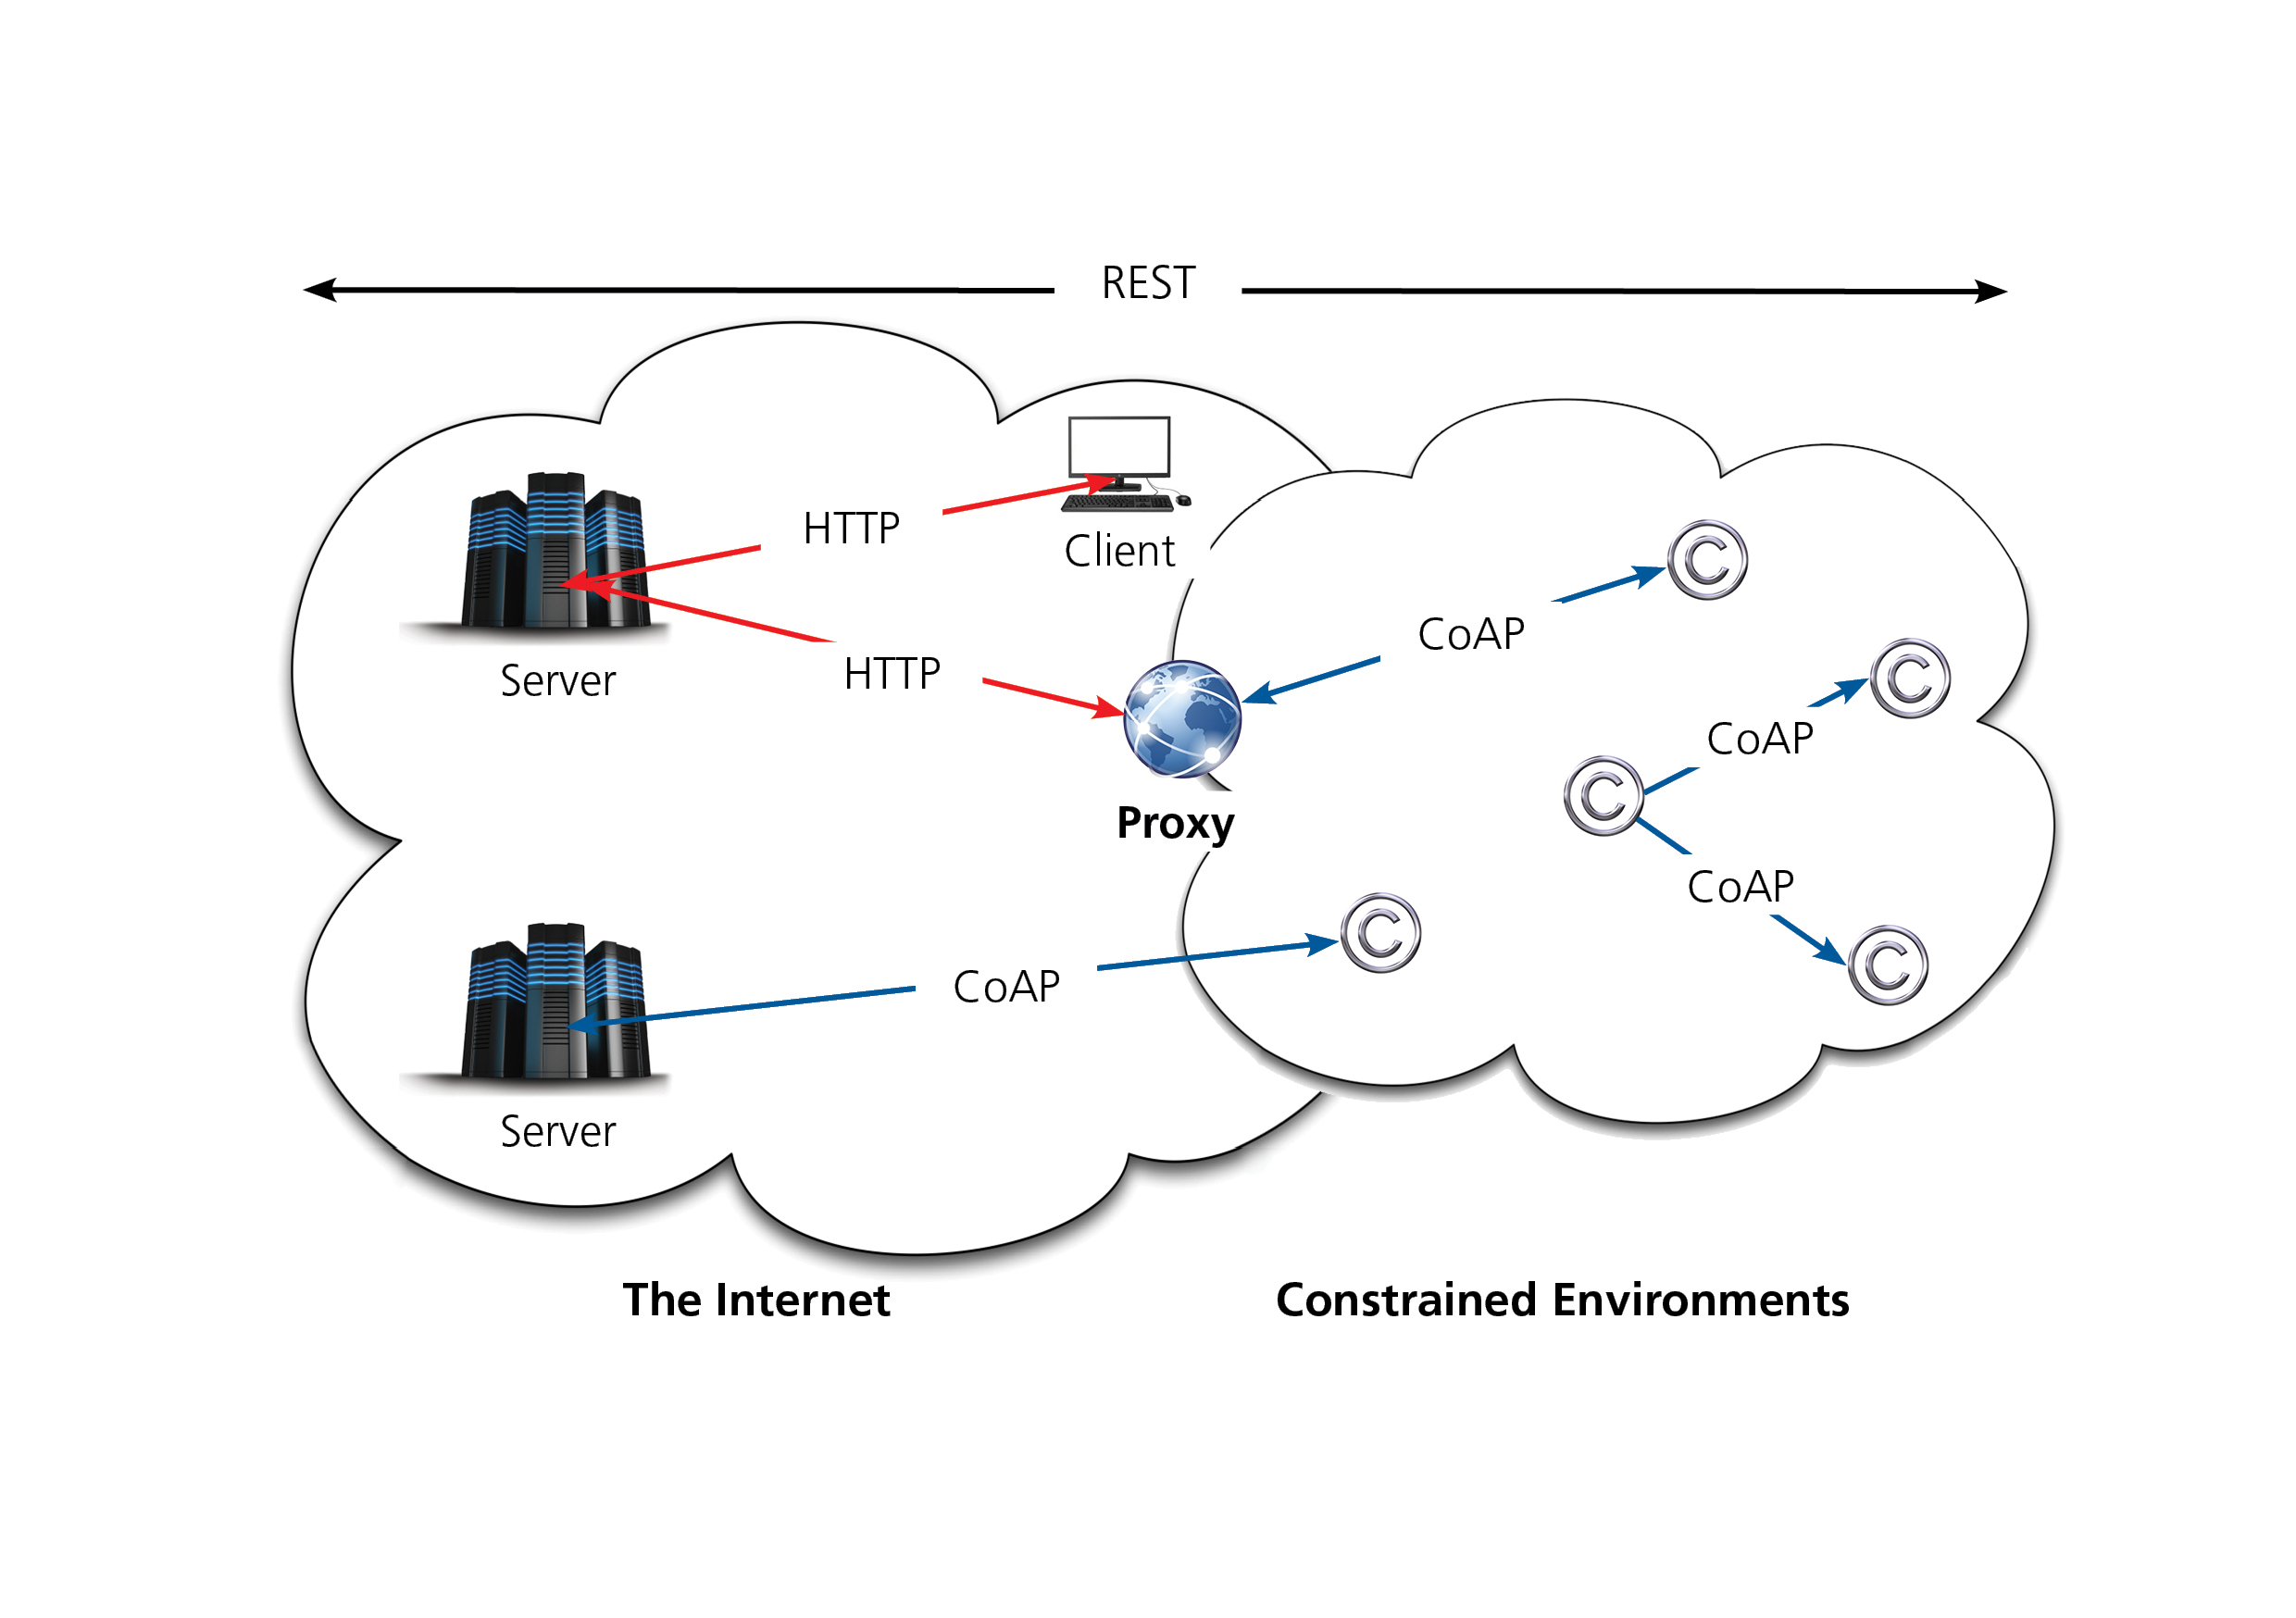 REST
HTTP
Client
Server
HTTP
Proxy
CoAP
©
©
CoAP
©
CoAP
©
©
CoAP
Server
The Internet
Constrained Environments